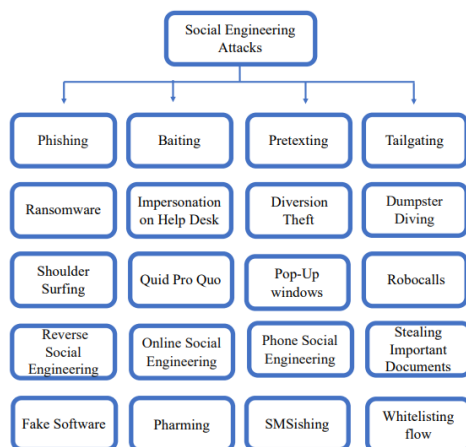 Social Engineering
Attacks
Phishing
Baiting
Pretexting
Tailgating
Ransomware
Impersonation
on Help Desk
Diversion
Theft
Dumpster
Diving
Shoulder
Surfing
Quid Pro Quo
Pop-Up
windows
Robocalls
Reverse
Social
Engineering
Online Social
Engineering
Phone Social
Engineering
Stealing
Important
Documents
Fake Software
Pharming
SMSishing
Whitelisting
flow